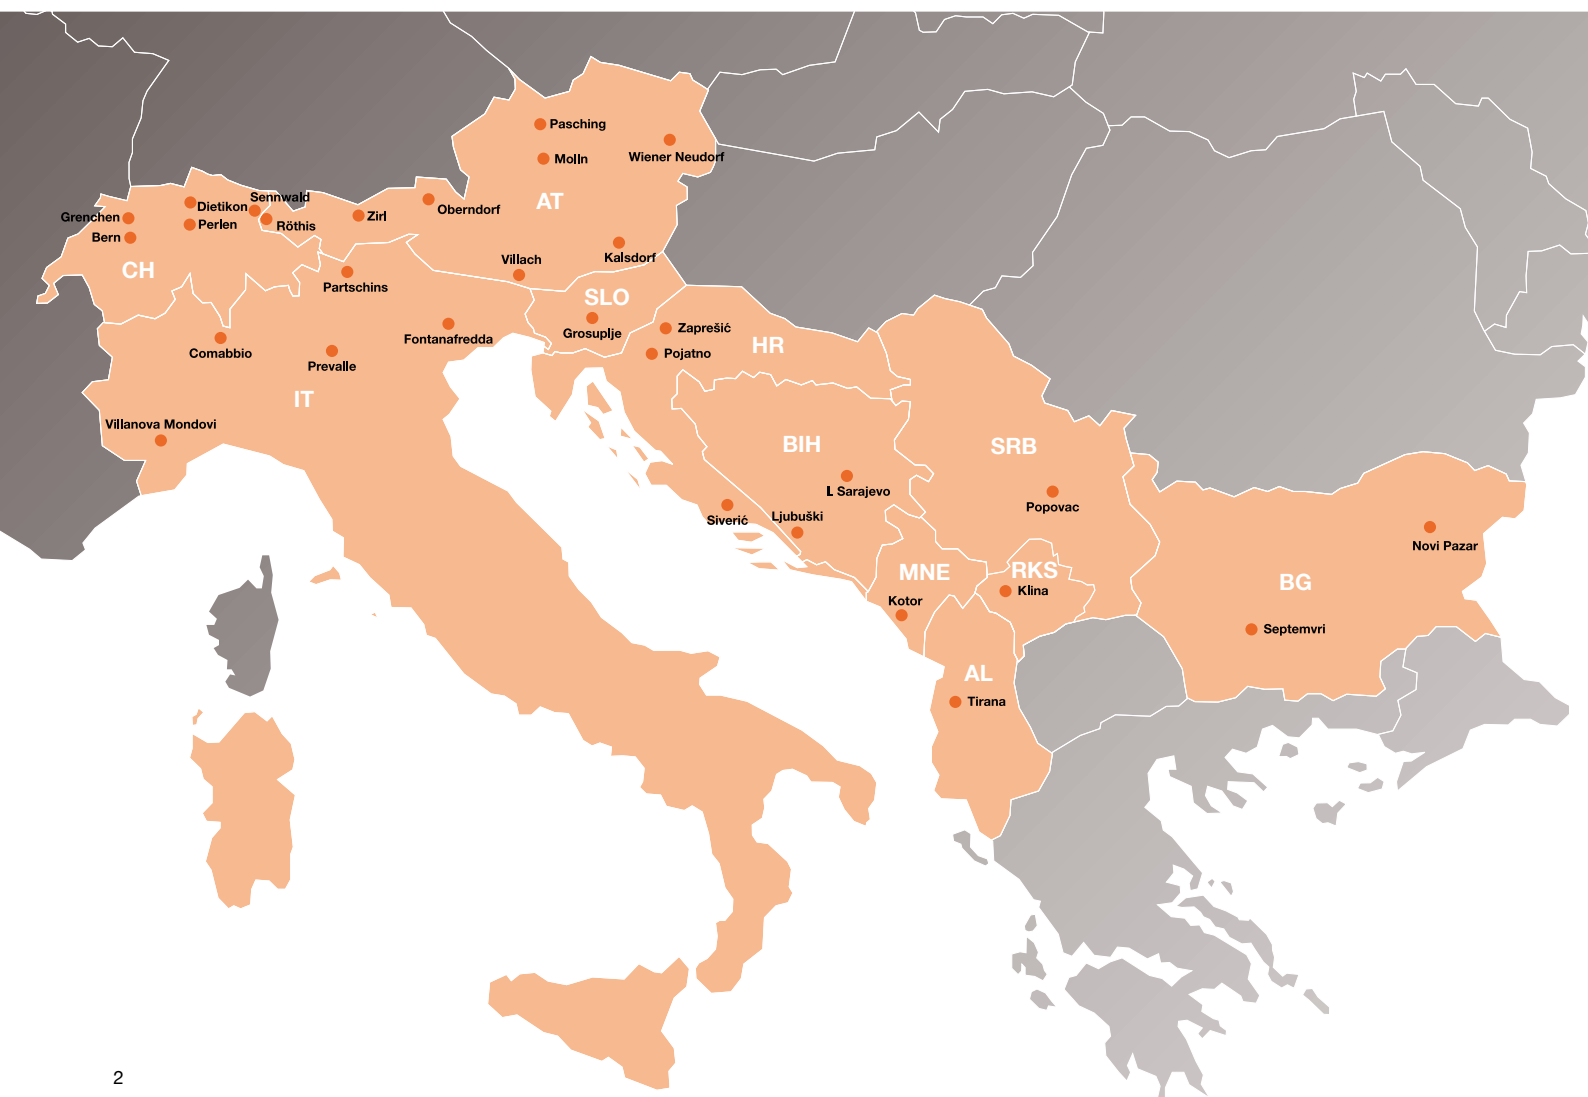 Pasching
Molln
Wiener Neudorf
AT
Oberndorf
Zirl
Sennwald
Dietikon
Röthis
Perlen
Grenchen
Bern
CH
Villach
Kalsdorf
Partschins
SLO
Grosuplje
Fontanafredda
Zaprešić
Pojatno
HR
Comabbio
Prevalle
IT
Villanova Mondovi
BIH
L Sarajevo
SRB
Popovac
Siverić
Ljubuški
Novi Pazar
MNE
RKS
Kotor
Klina
BG
Septemvri
AL
Tirana
2